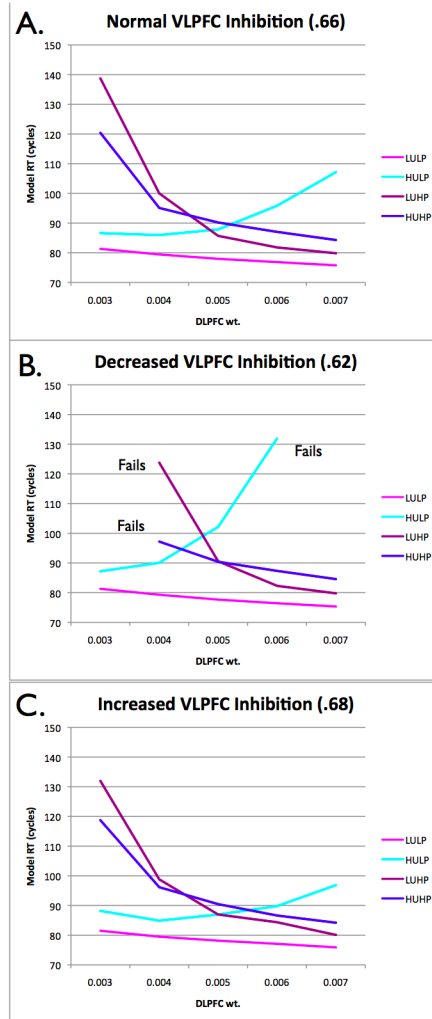 A. Normal VLPFC Inhibition (.66)
150
140
130
120
110
100
90
80
70
Model RT (cycles)
0.003 0.004 0.005 0.006 0.007
DLPFC wt.
LULP
HULP
LUHP
HUHP
B. Decreased VLPFC Inhibition (.62)
150
140
130
120
110
100
90
80
70
Model RT (cycles)
Fails
Fails
Fails
0.003 0.004 0.005 0.006 0.007
DLPFC wt.
LULP
HULP
LUHP
HUHP
C. Increased VLPFC Inhibition (.68)
150
140
130
120
110
100
90
80
70
Model RT (cycles)
0.003 0.004 0.005 0.006 0.007
DLPFC wt.
LULP
HULP
LUHP
HUHP